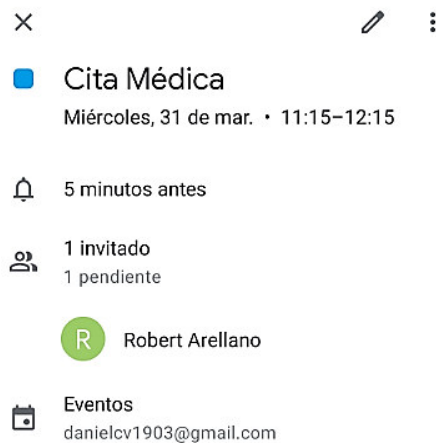 Cita Médica
Miércoles, 31 de mar. • 11:15–12:15
5 minutos antes
1 invitado
1 pendiente
R
Robert Arellano
Eventos
danielcv1903@gmail.com